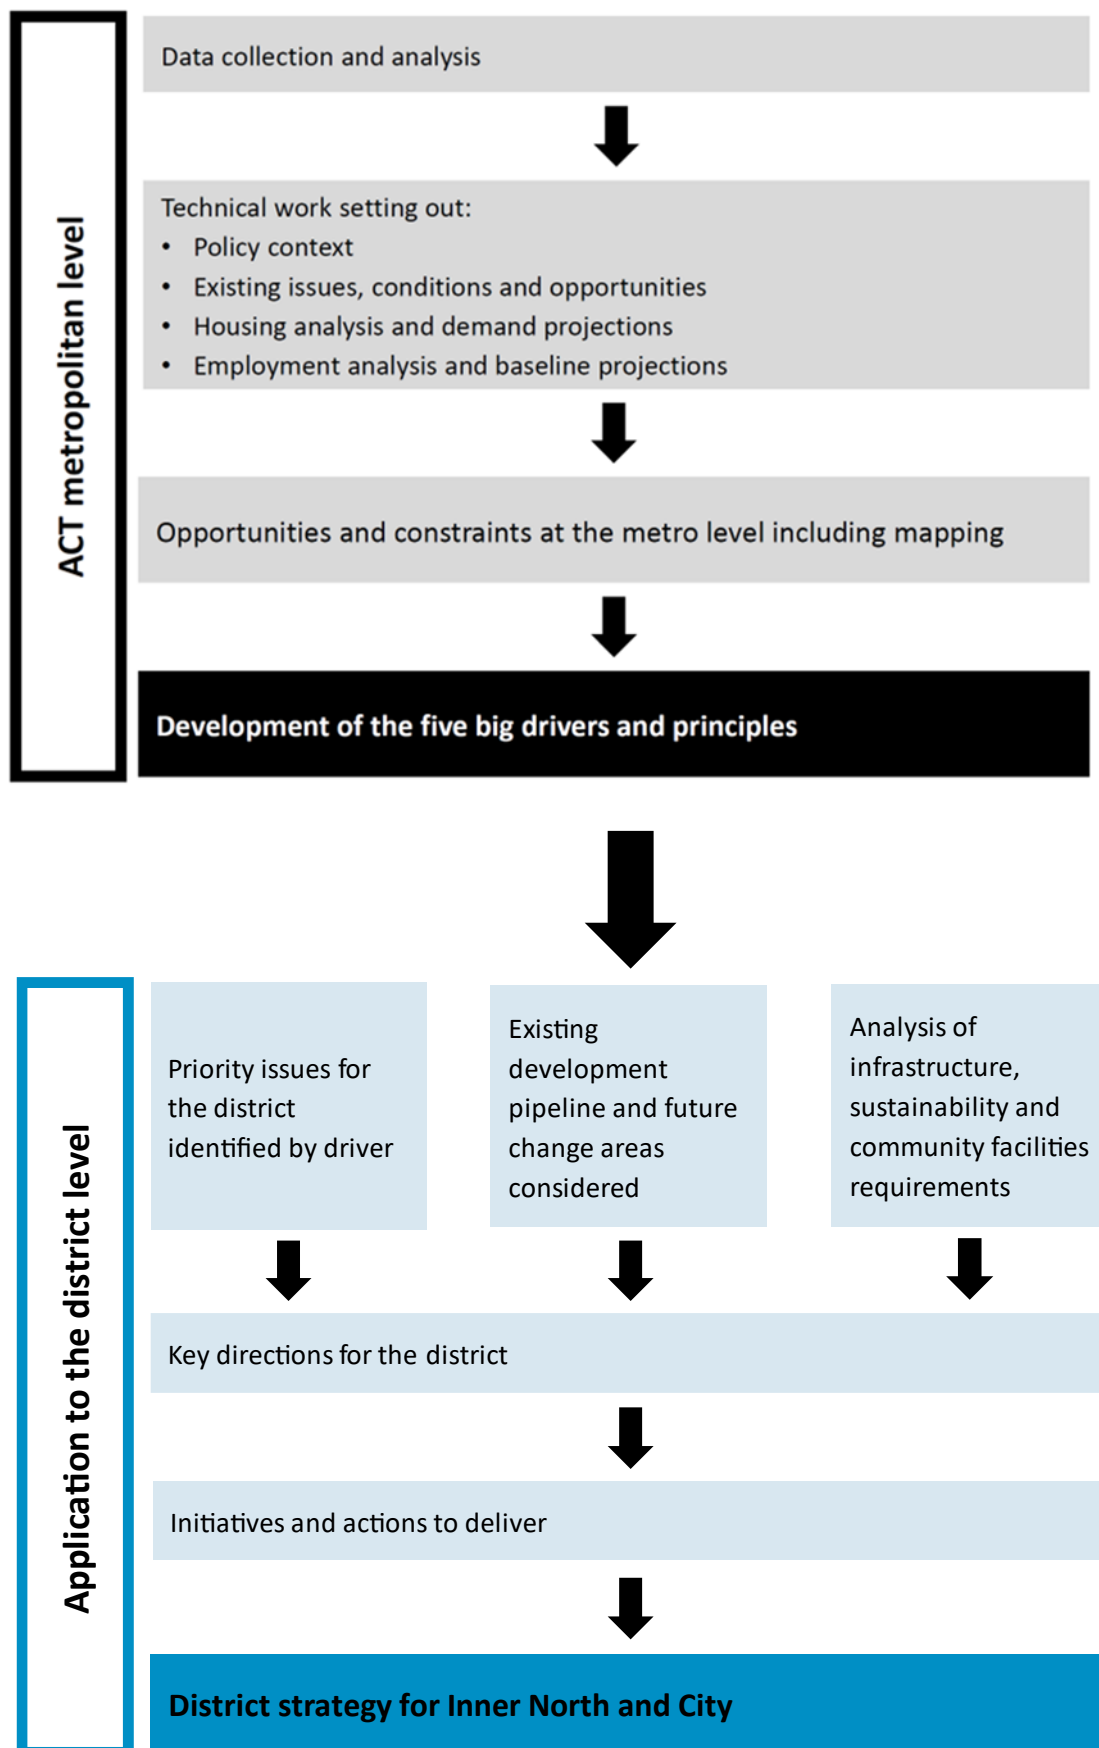 ACT metropolitan level
Data collection and analysis
Technical work setting out:
• Policy context
• Existing issues, conditions and opportunities
• Housing analysis and demand projections
• Employment analysis and baseline projections
Opportunities and constraints at the metro level including mapping
Development of the five big drivers and principles
Application to the district level
Priority issues for
the district
identified by driver
Existing
development
pipeline and future
change areas
considered
Analysis of
infrastructure,
sustainability and
community facilities
requirements
Key directions for the district
Initiatives and actions to deliver
District strategy for Inner North and City